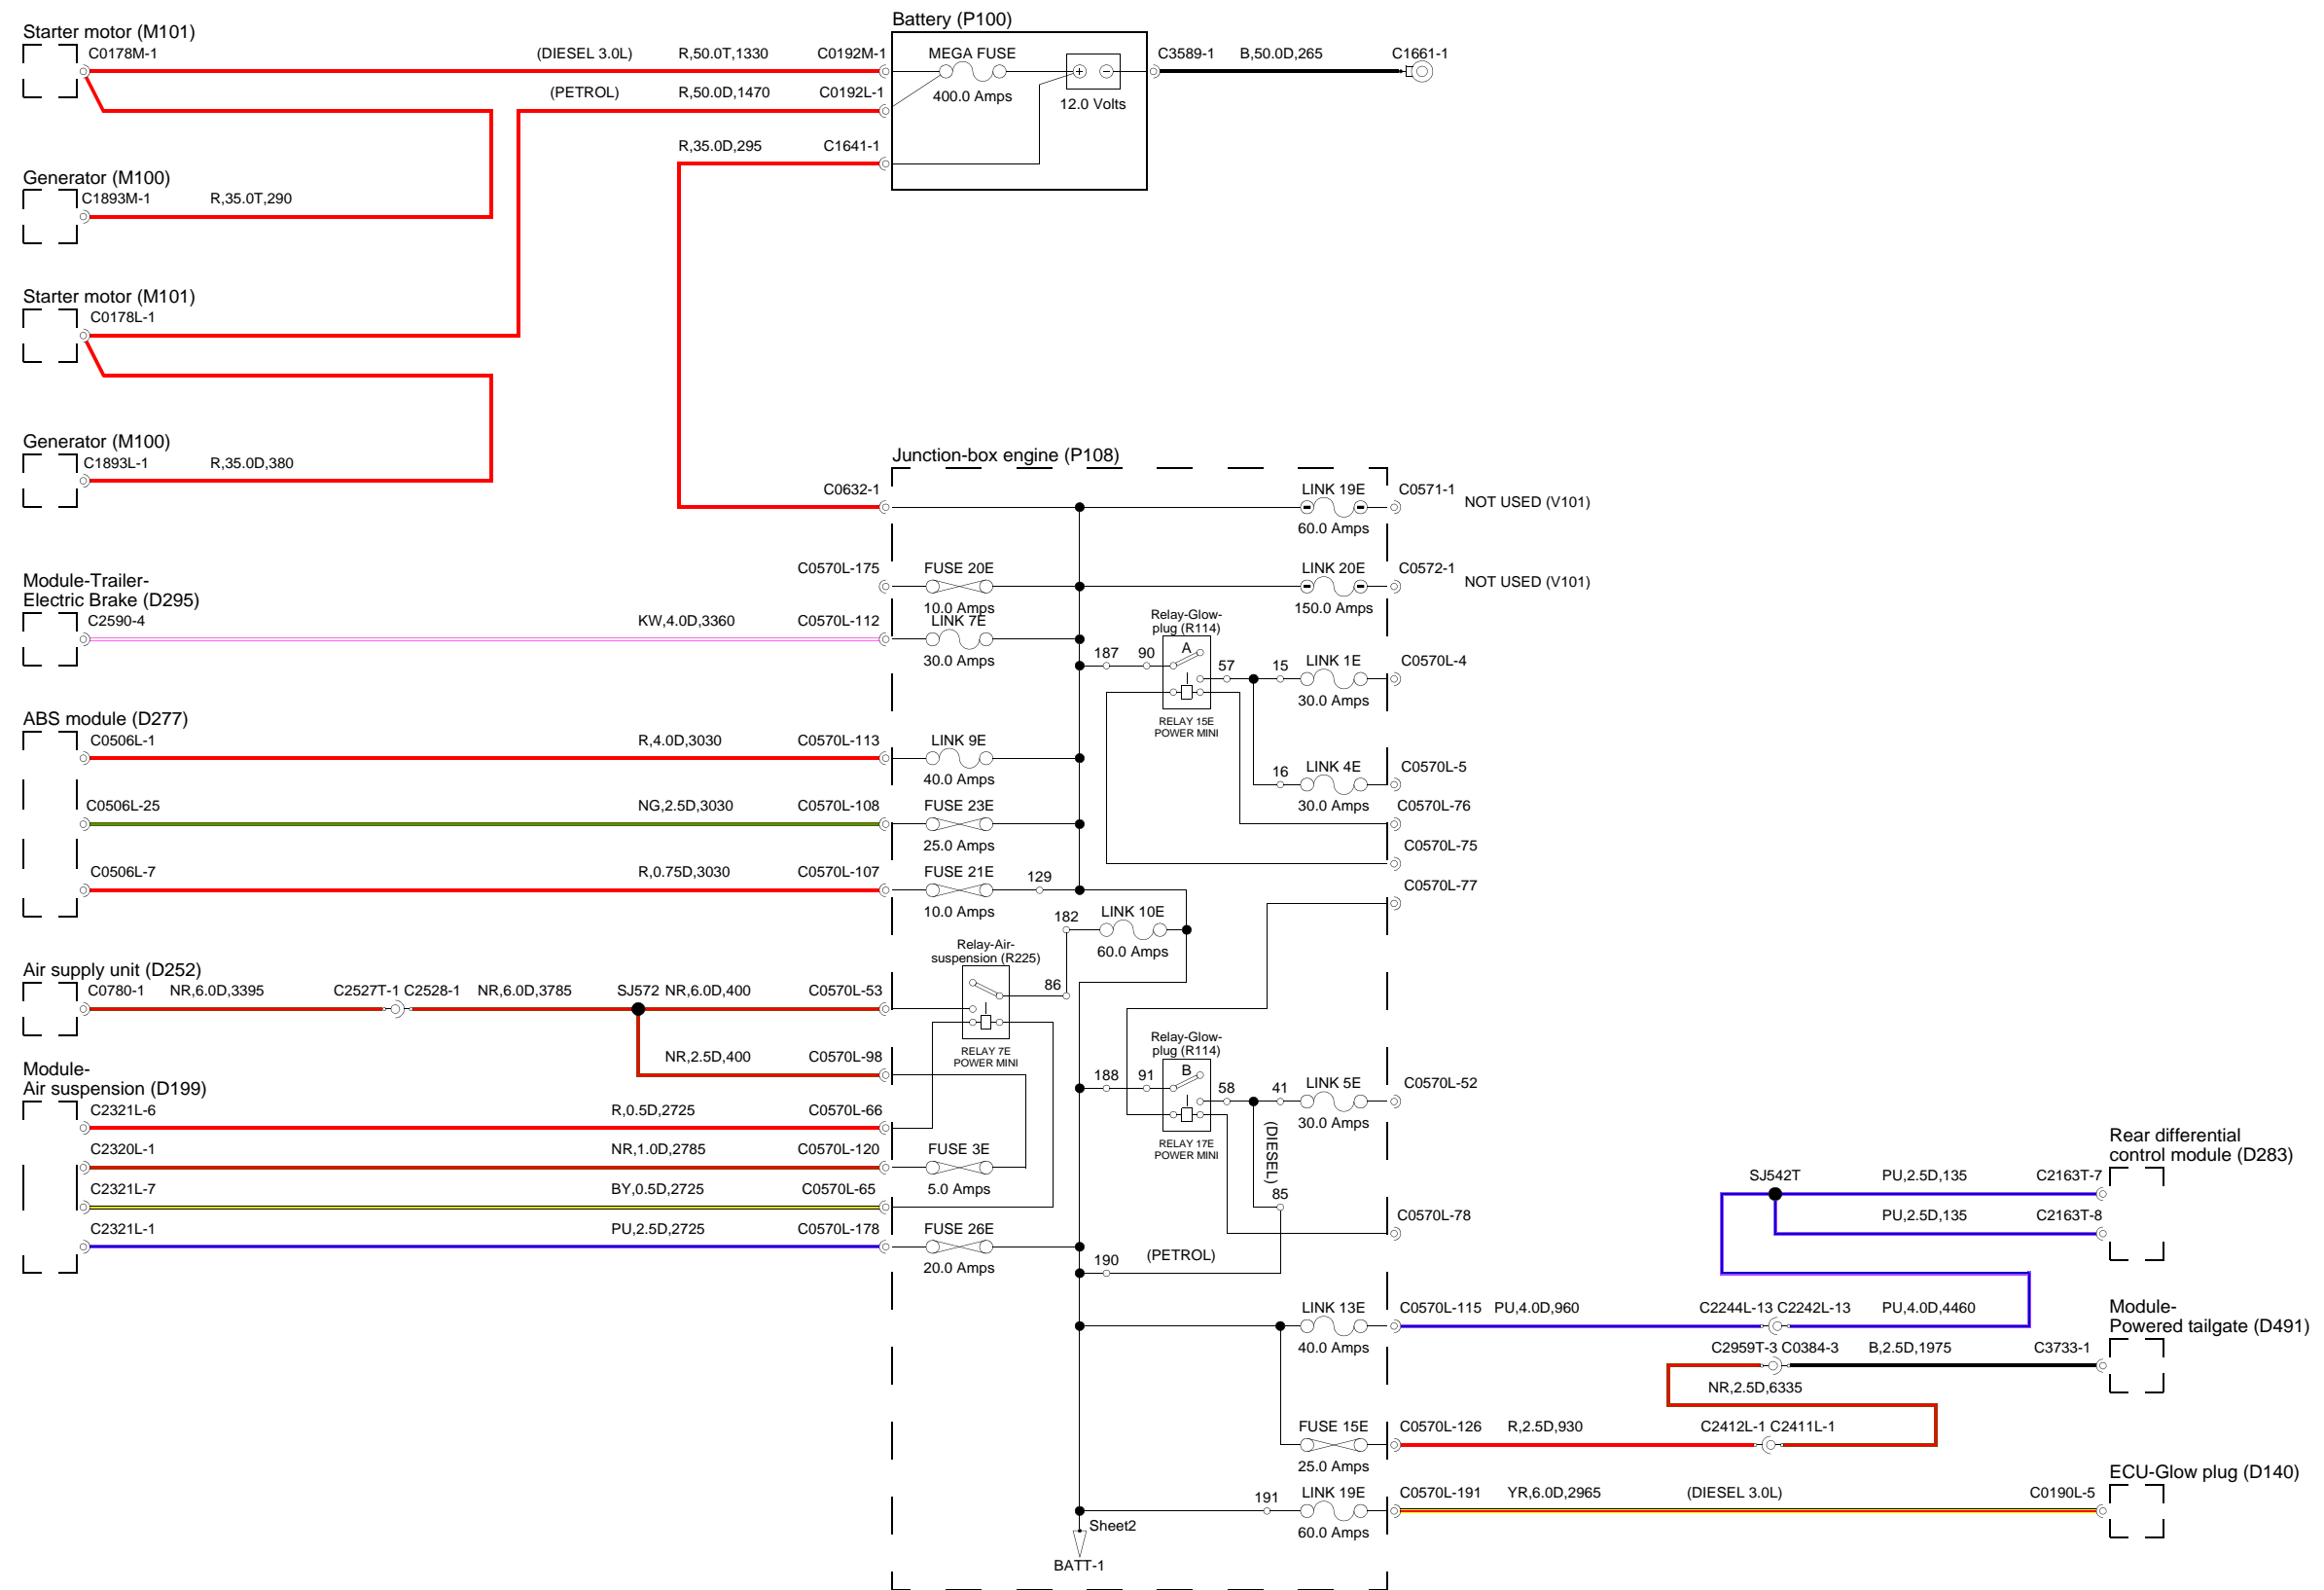 Battery (P100)
Starter motor (M101)
C0178M-1 (DIESEL 3.0L) R,50.0T,1330 C0192M-1 MEGA FUSE C3589-1 B,50.0D,265 C1661-1
(PETROL) R,50.0D,1470 C0192L-1 400.0 Amps 12.0 Volts
R,35.0D,295 C1641-1
Generator (M100)
C1893M-1 R,35.0T,290
Starter motor (M101)
C0178L-1
Generator (M100)
C1893L-1 R,35.0D,380
Junction-box engine (P108)
C0632-1 LINK 19E C0571-1 NOT USED (V101)
60.0 Amps
C0570L-175 FUSE 20E LINK 20E C0572-1 NOT USED (V101)
10.0 Amps 150.0 Amps
Module-Trailer-
Electric Brake (D295)
C2590-4 KW,4.0D,3360 C0570L-112 LINK 7E
30.0 Amps
Relay-Glow-
plug (R114)
187 90 A 57 15 LINK 1E C0570L-4
30.0 Amps
RELAY 15E
POWER MINI
ABS module (D277)
C0506L-1 R,4.0D,3030 C0570L-113 LINK 9E
40.0 Amps
16 LINK 4E C0570L-5
30.0 Amps C0570L-76
C0506L-25 NG,2.5D,3030 C0570L-108 FUSE 23E
25.0 Amps C0570L-75
C0506L-7 R,0.75D,3030 C0570L-107 FUSE 21E 129 C0570L-77
10.0 Amps
182 LINK 10E
60.0 Amps
Relay-Air-
suspension (R225)
86
Air supply unit (D252)
C0780-1 NR,6.0D,3395 C2527T-1 C2528-1 NR,6.0D,3785 SJ572 NR,6.0D,400 C0570L-53
RELAY 7E
POWER MINI
NR,2.5D,400 C0570L-98
Relay-Glow-
plug (R114)
188 91 B 58 41 LINK 5E C0570L-52
30.0 Amps
RELAY 17E
POWER MINI
(DIESEL)
85
Module-
Air suspension (D199)
C2321L-6 R,0.5D,2725 C0570L-66
C2320L-1 NR,1.0D,2785 C0570L-120 FUSE 3E
5.0 Amps
C2321L-7 BY,0.5D,2725 C0570L-65
C2321L-1 PU,2.5D,2725 C0570L-178 FUSE 26E C0570L-78
20.0 Amps
190 (PETROL)
Rear differential
control module (D283)
SJ542T PU,2.5D,135 C2163T-7
PU,2.5D,135 C2163T-8
LINK 13E C0570L-115 PU,4.0D,960 C2244L-13 C2242L-13 PU,4.0D,4460
40.0 Amps
Module-
Powered tailgate (D491)
C2959T-3 C0384-3 B,2.5D,1975 C3733-1
NR,2.5D,6335
FUSE 15E C0570L-126 R,2.5D,930 C2412L-1 C2411L-1
25.0 Amps
ECU-Glow plug (D140)
191 LINK 19E C0570L-191 YR,6.0D,2965 (DIESEL 3.0L) C0190L-5
60.0 Amps
Sheet2
BATT-1